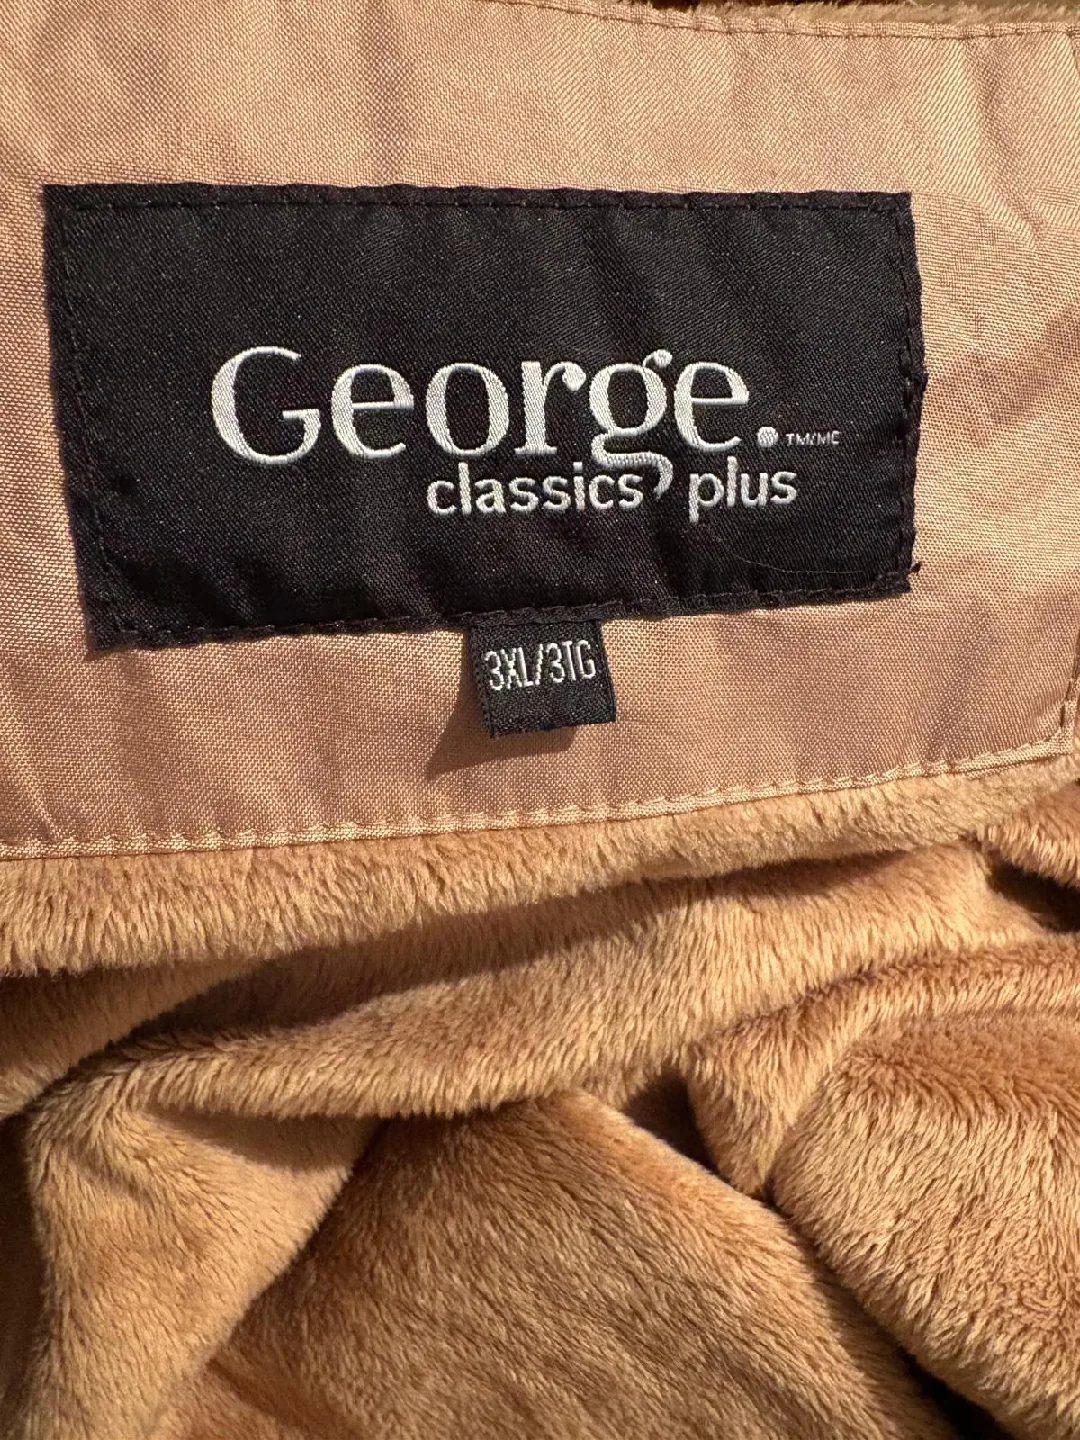 George. TM/MC
classics plus
3XL/3TG